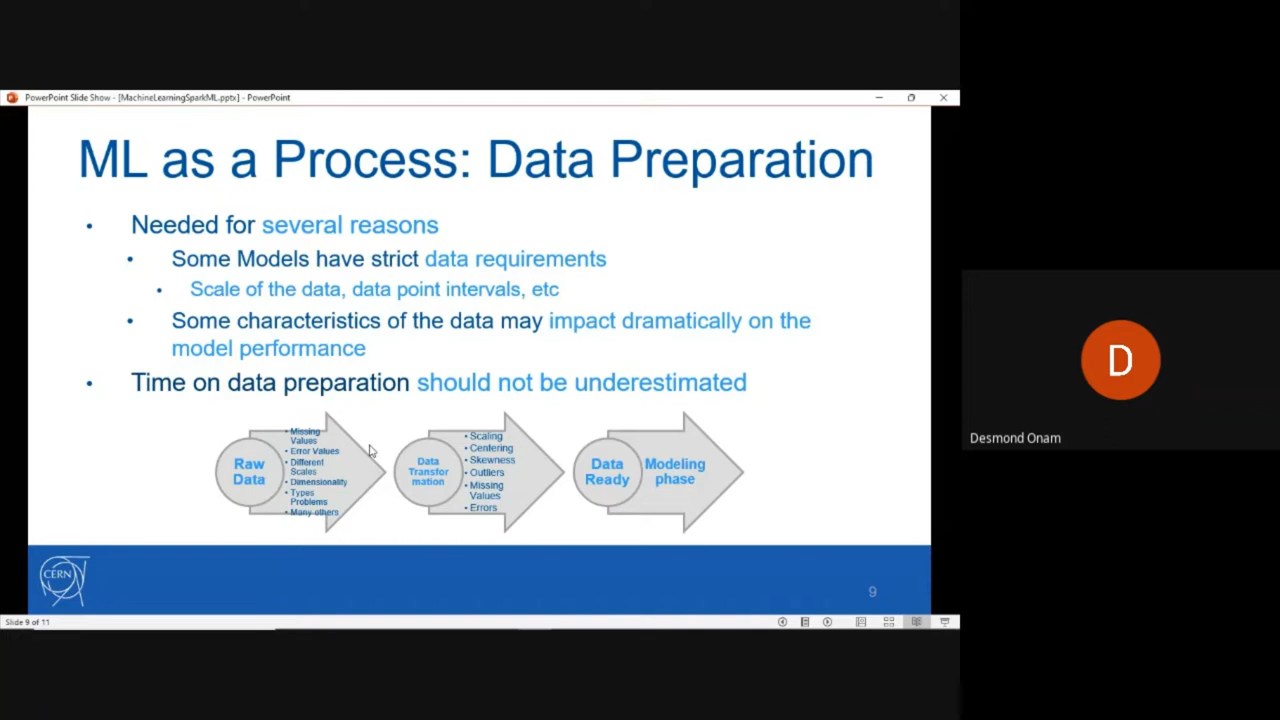 PowerPoint Slide Show - [MachineLearningSparkML.pptx] - PowerPoint
ML as a Process: Data Preparation
• Needed for several reasons
• Some Models have strict data requirements
• Scale of the data, data point intervals, etc
• Some characteristics of the data may impact dramatically on the
model performance
• Time on data preparation should not be underestimated
Raw
Data
• Missing
Values
• Error Values
• Different
Scales
• Dimensionality
• Types
Problems
• Many others
Data
Transfor
mation
• Scaling
• Centering
• Skewness
• Outliers
• Missing
Values
• Errors
Data
Ready
Modeling
phase
CERN
9
Slide 9 of 11
D
Desmond Onam